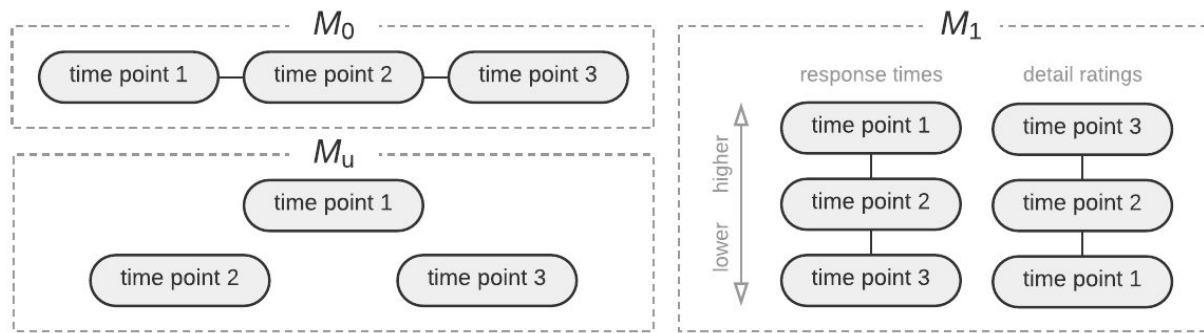 M0
time point 1 time point 2 time point 3
Mu
time point 1
time point 2 time point 3
M1
response times detail ratings
higher
lower
time point 1 time point 3
time point 2 time point 2
time point 3 time point 1